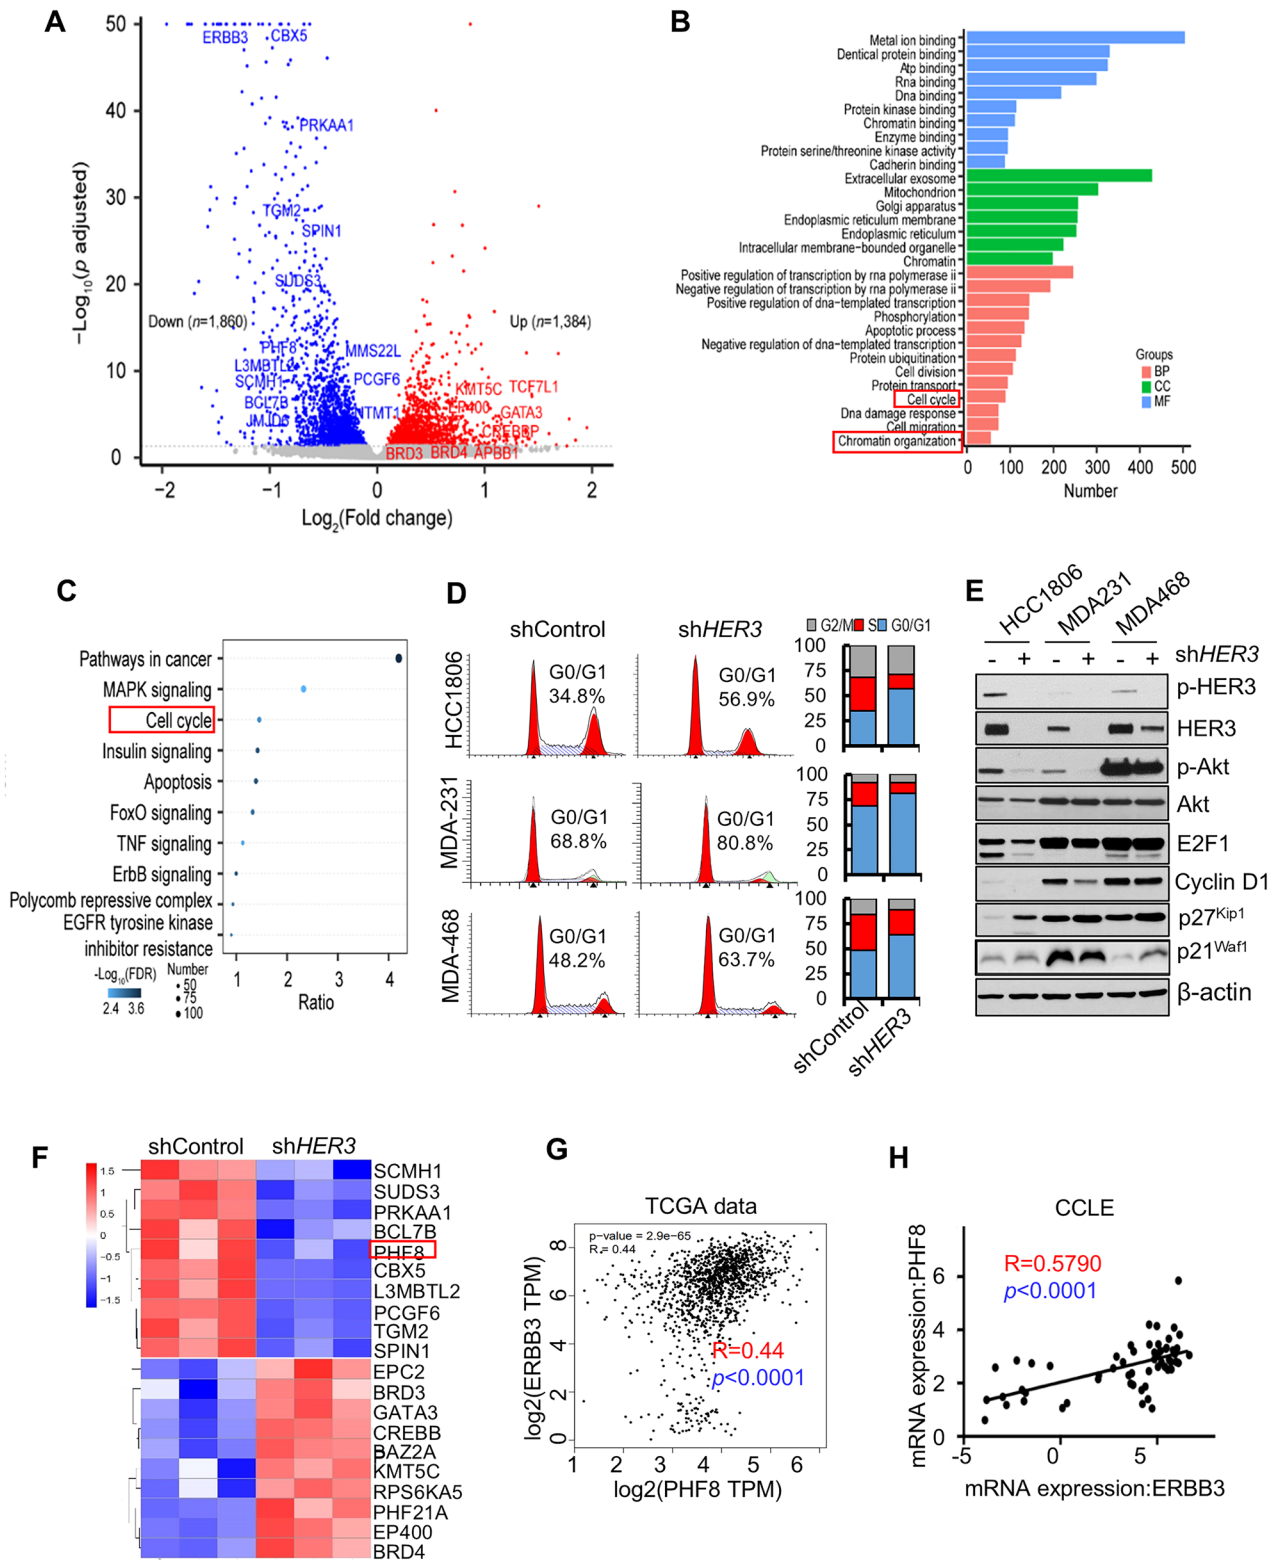 A
50
40
30
20
10
0
−Log10(p adjusted)
ERBB3
CBX5
PRKAA1
TGM2
SPIN1
SUDS3
Down (n=1,860)
Up (n=1,384)
PHF8
MMS22L
L3MBTL2
SCMH1
PCGF6
KMT5C
TCF7L1
BCL7B
NTMT1
EP400
GATA3
JMJD6
CREBBP
BRD3
BRD4
APBB1
−2
−1
0
1
2
Log2(Fold change)
B
Metal ion binding
Dentical protein binding
Atp binding
Rna binding
Dna binding
Protein kinase binding
Chromatin binding
Enzyme binding
Protein serine/threonine kinase activity
Cadherin binding
Extracellular exosome
Mitochondrion
Golgi apparatus
Endoplasmic reticulum membrane
Endoplasmic reticulum
Intracellular membrane−bounded organelle
Chromatin
Positive regulation of transcription by rna polymerase ii
Negative regulation of transcription by rna polymerase ii
Positive regulation of dna−templated transcription
Phosphorylation
Apoptotic process
Negative regulation of dna−templated transcription
Protein ubiquitination
Cell division
Protein transport
Cell cycle
Dna damage response
Cell migration
Chromatin organization
Groups
BP
CC
MF
0
100
200
300
400
500
Number
C
Pathways in cancer
MAPK signaling
Cell cycle
Insulin signaling
Apoptosis
FoxO signaling
TNF signaling
ErbB signaling
Polycomb repressive complex
EGFR tyrosine kinase
inhibitor resistance
1
2
3
4
Ratio
-Log10(FDR)
2.4 3.6
Number
50
75
100
D
shControl
shHER3
G2/M
S
G0/G1
HCC1806
G0/G1
34.8%
G0/G1
56.9%
100
75
50
25
0
MDA-231
G0/G1
68.8%
G0/G1
80.8%
100
75
50
25
0
MDA-468
G0/G1
48.2%
G0/G1
63.7%
100
75
50
25
0
shControl
shHER3
E
HCC1806
MDA231
MDA468
- + - + - + shHER3
p-HER3
HER3
p-Akt
Akt
E2F1
Cyclin D1
p27Kip1
p21Waf1
β-actin
F
shControl
shHER3
1.5
1
0.5
0
−0.5
−1
−1.5
SCMH1
SUDS3
PRKAA1
BCL7B
PHF8
CBX5
L3MBTL2
PCGF6
TGM2
SPIN1
EPC2
BRD3
GATA3
CREBB
P
BAZ2A
KMT5C
RPS6KA5
PHF21A
EP400
BRD4
G
TCGA data
p-value = 2.9e−65
R = 0.44
R=0.44
p<0.0001
8
6
4
2
0
log2(ERBB3 TPM)
1
2
3
4
5
6
log2(PHF8 TPM)
H
CCLE
R=0.5790
p<0.0001
6
4
2
0
mRNA expression:PHF8
-5
0
5
mRNA expression:ERBB3